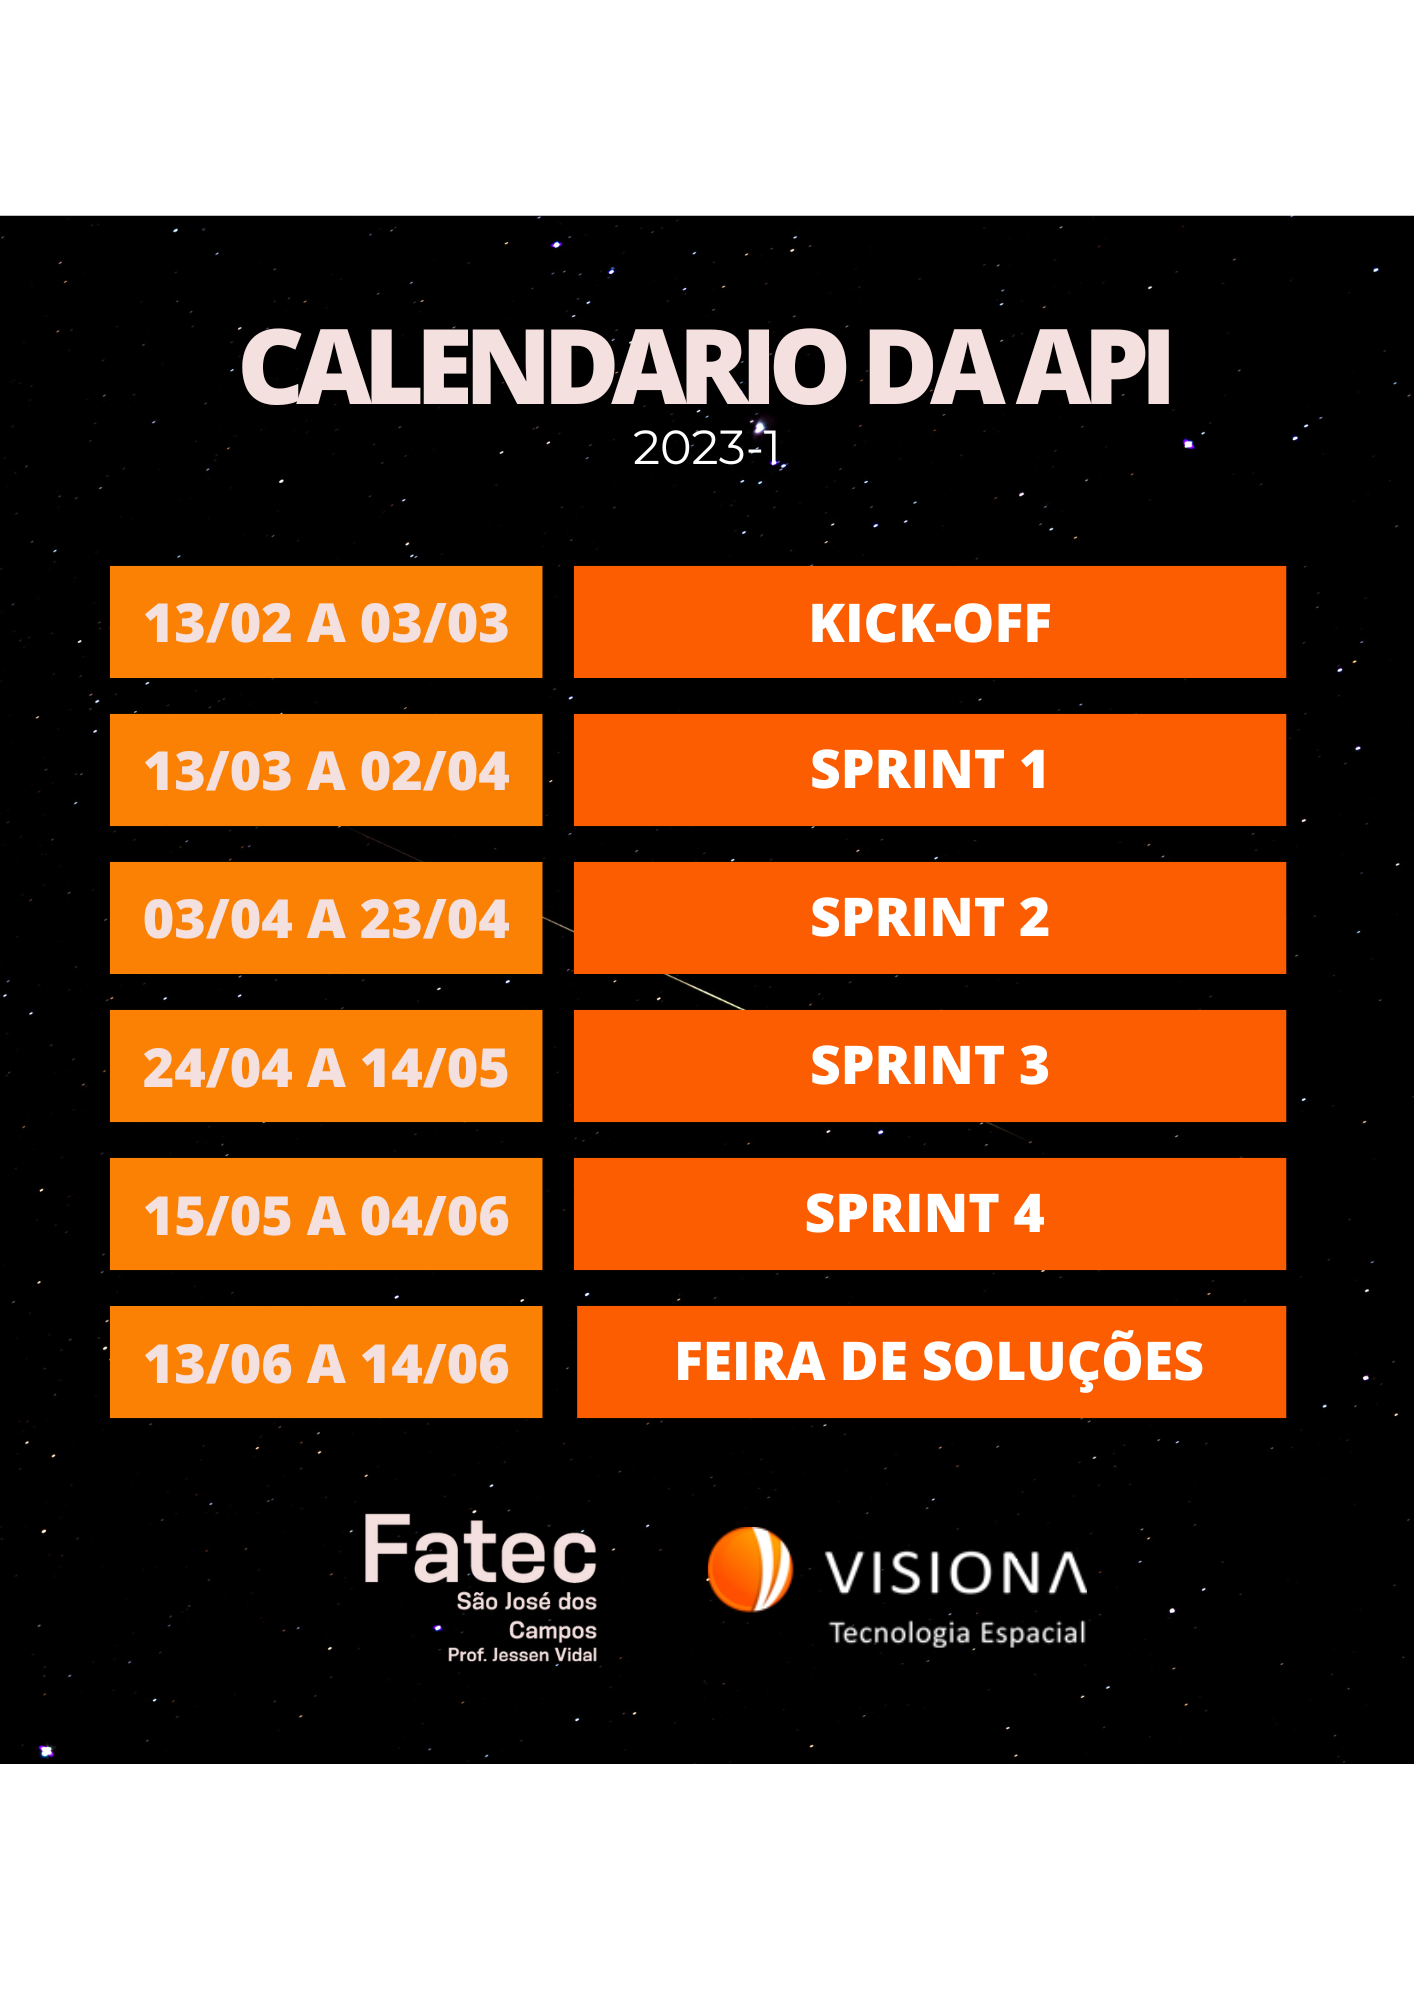 CALENDARIO DA API
2023-1
13/02 A 03/03 KICK-OFF
13/03 A 02/04 SPRINT 1
03/04 A 23/04 SPRINT 2
24/04 A 14/05 SPRINT 3
15/05 A 04/06 SPRINT 4
13/06 A 14/06 FEIRA DE SOLUÇÕES
Fatec
São José dos
Campos
Prof. Jessen Vidal
VISIONA
Tecnologia Espacial